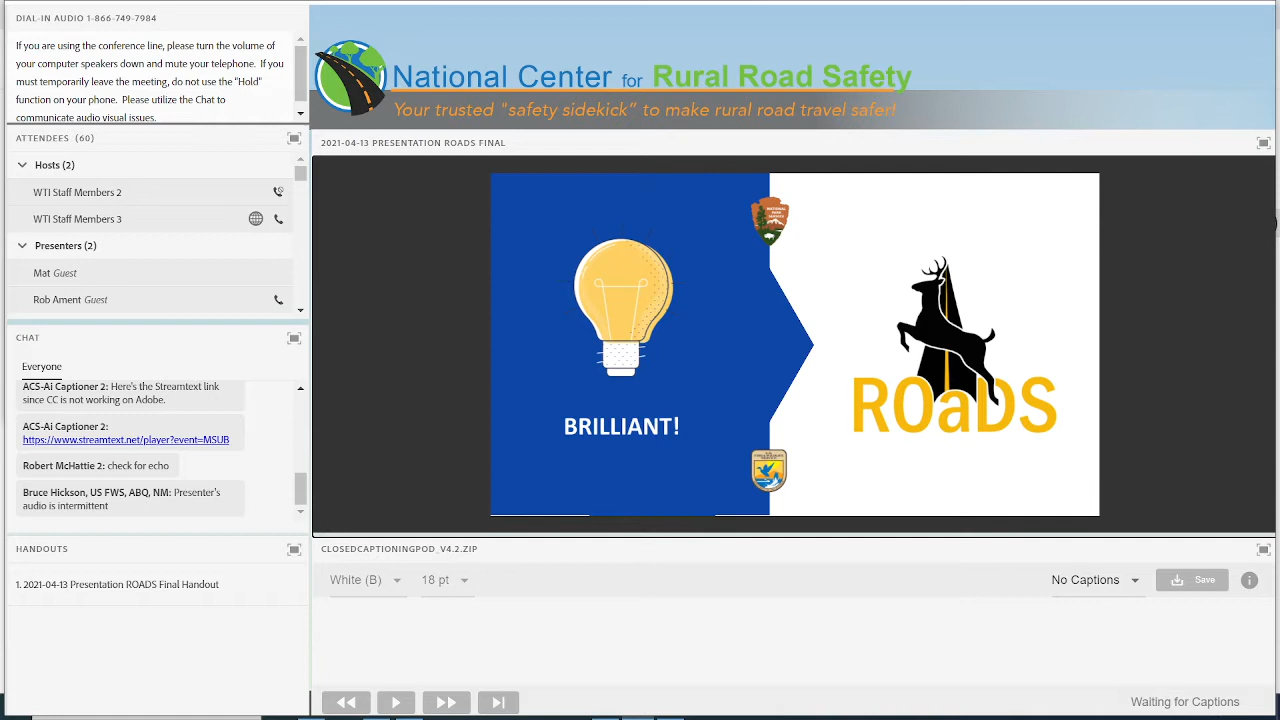 DIAL-IN AUDIO 1-866-749-7984
If you are using the conference line, please turn the volume of
your computer speakers down and mute your telephone. If you
must temporarily leave the meeting, do not use the "Hold"
function on your phone. Please utilize the Chat to
communicate audio visual issues.
ATTENDEES (60)
Hosts (2)
WTI Staff Members 2
WTI Staff Members 3
Presenters (2)
Mat Guest
Rob Ament Guest
CHAT
Everyone
ACS-Ai Captioner 2: Here's the Streamtext link
since CC is not working on Adobe.
ACS-Ai Captioner 2:
https://www.streamtext.net/player?event=MSUB
Robert McHattie 2: check for echo
Bruce Hickson, US FWS, ABQ, NM: Presenter's
audio is intermittent
HANDOUTS
1. 2021-04-13 Presentation ROADS Final Handout
National Center for Rural Road Safety
Your trusted "safety sidekick" to make rural road travel safer!
2021-04-13 PRESENTATION ROADS FINAL
NATIONAL
PARK
SERVICE
BRILLIANT!
ROaDS
CLOSEDCAPTIONINGPOD_V4.2.ZIP
White (B)
18 pt
No Captions
Save
Waiting for Captions